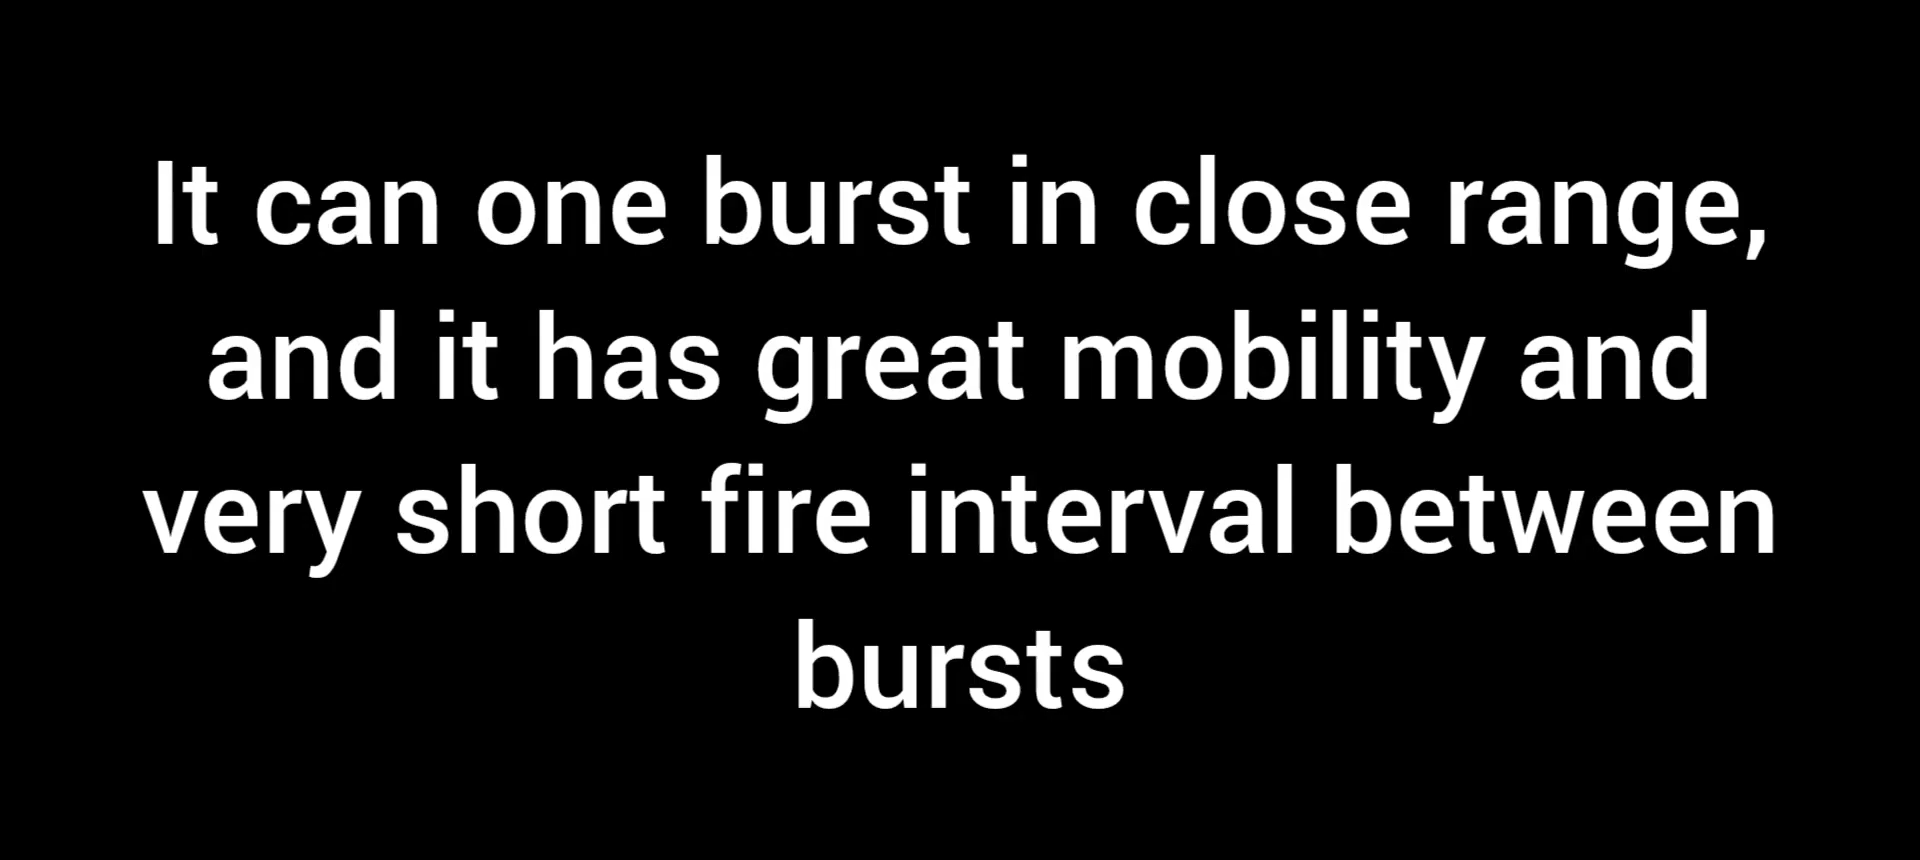 It can one burst in close range,
and it has great mobility and
very short fire interval between
bursts